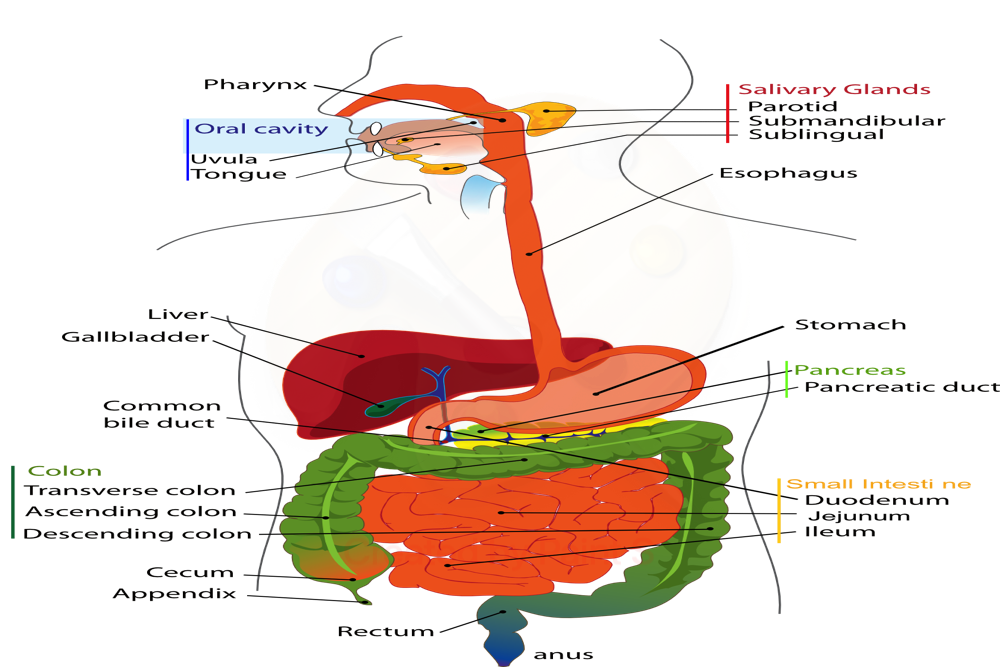 Pharynx
Oral cavity
Uvula
Tongue
Salivary Glands
Parotid
Submandibular
Sublingual
Esophagus
Liver
Gallbladder
Common
bile duct
Stomach
Pancreas
Pancreatic duct
Colon
Transverse colon
Ascending colon
Descending colon
Cecum
Appendix
Small Intesti ne
Duodenum
Jejunum
Ileum
Rectum
anus